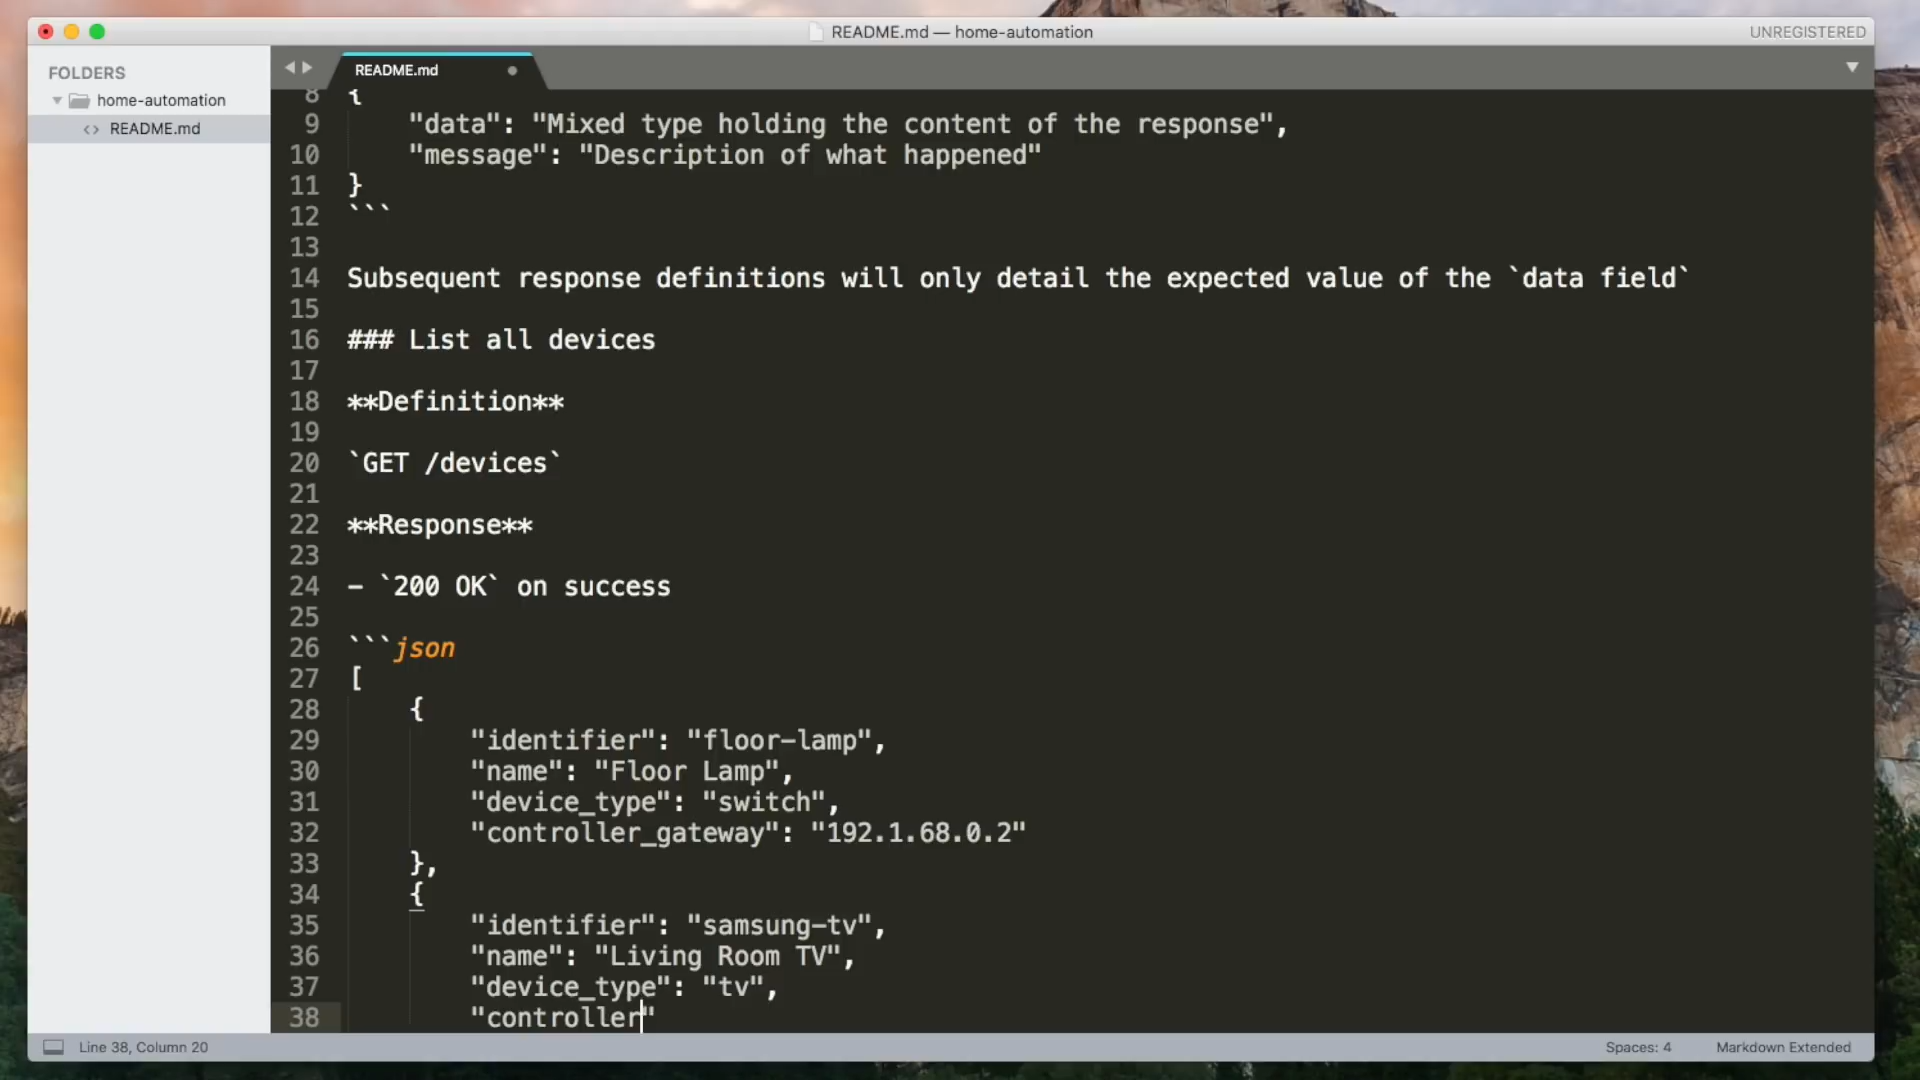 README.md — home-automation
UNREGISTERED
FOLDERS
home-automation
<> README.md
README.md
8 {
9 "data": "Mixed type holding the content of the response",
10 "message": "Description of what happened"
11 }
12 ```
13
14 Subsequent response definitions will only detail the expected value of the `data field`
15
16 ### List all devices
17
18 **Definition**
19
20 `GET /devices`
21
22 **Response**
23
24 - `200 OK` on success
25
26 ```json
27 [
28 {
29 "identifier": "floor-lamp",
30 "name": "Floor Lamp",
31 "device_type": "switch",
32 "controller_gateway": "192.1.68.0.2"
33 },
34 {
35 "identifier": "samsung-tv",
36 "name": "Living Room TV",
37 "device_type": "tv",
38 "controller"
Line 38, Column 20
Spaces: 4
Markdown Extended